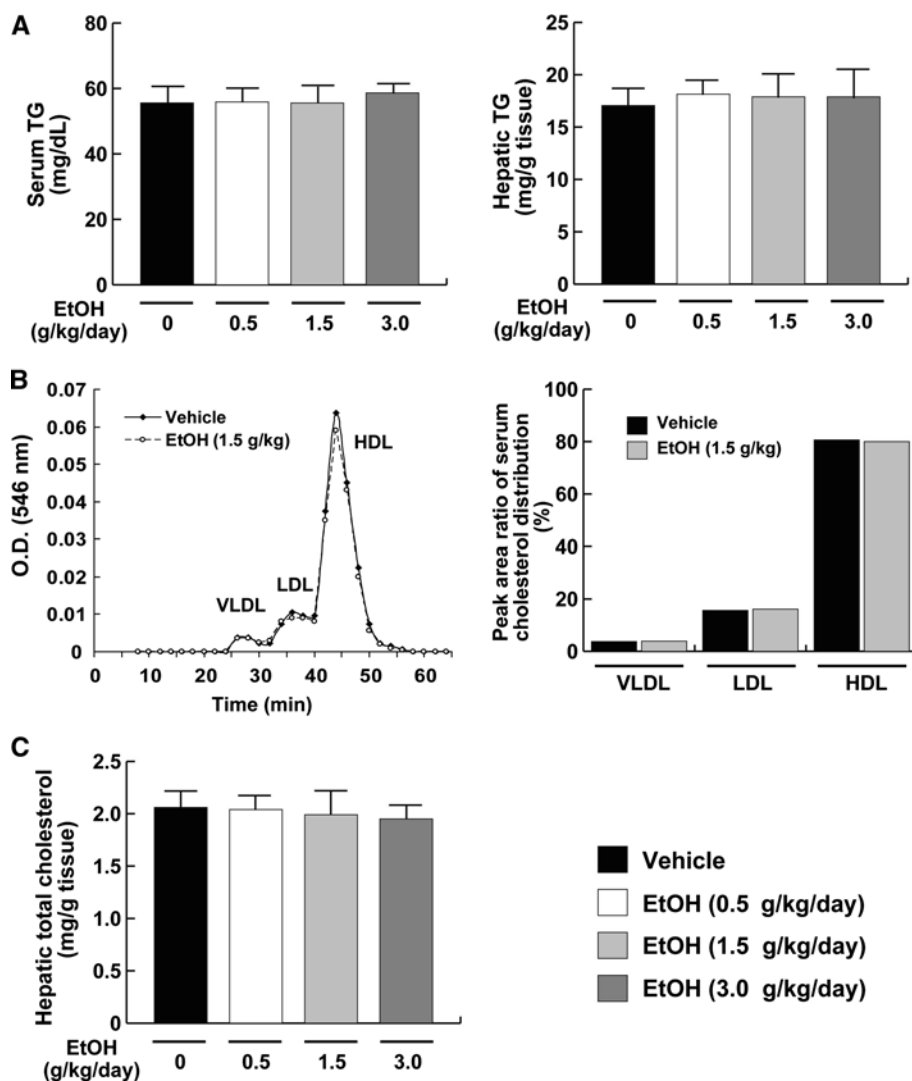 A
Serum TG
(mg/dL)
80
60
40
20
0
EtOH
(g/kg/day)
0
0.5
1.5
3.0
Hepatic TG
(mg/g tissue)
25
20
15
10
5
0
EtOH
(g/kg/day)
0
0.5
1.5
3.0
B
O.D. (546 nm)
0.07
0.06
0.05
0.04
0.03
0.02
0.01
0
Vehicle
EtOH (1.5 g/kg)
HDL
LDL
VLDL
0
10
20
30
40
50
60
Time (min)
Peak area ratio of serum
cholesterol distribution
(%)
100
80
60
40
20
0
Vehicle
EtOH (1.5 g/kg)
VLDL
LDL
HDL
C
Hepatic total cholesterol
(mg/g tissue)
2.5
2.0
1.5
1.0
0.5
0
EtOH
(g/kg/day)
0
0.5
1.5
3.0
Vehicle
EtOH (0.5 g/kg/day)
EtOH (1.5 g/kg/day)
EtOH (3.0 g/kg/day)